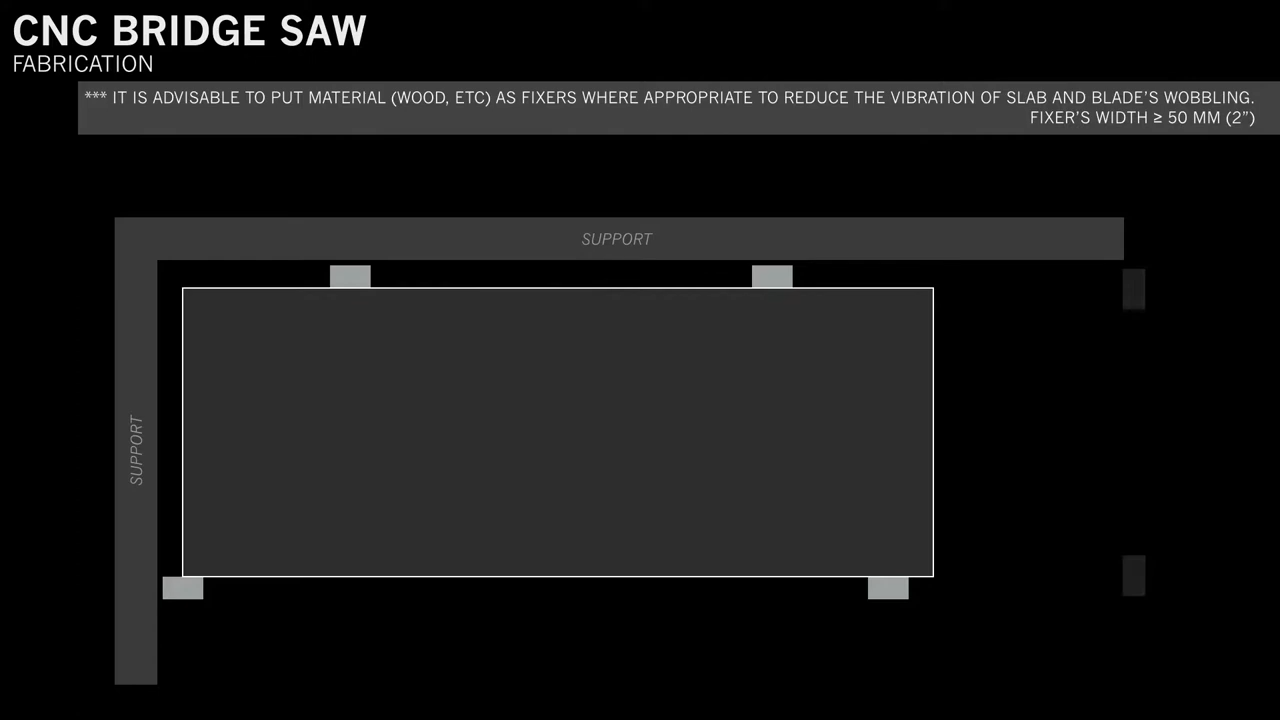 CNC BRIDGE SAW
FABRICATION
*** IT IS ADVISABLE TO PUT MATERIAL (WOOD, ETC) AS FIXERS WHERE APPROPRIATE TO REDUCE THE VIBRATION OF SLAB AND BLADE’S WOBBLING.
FIXER’S WIDTH ≥ 50 MM (2”)
SUPPORT
SUPPORT